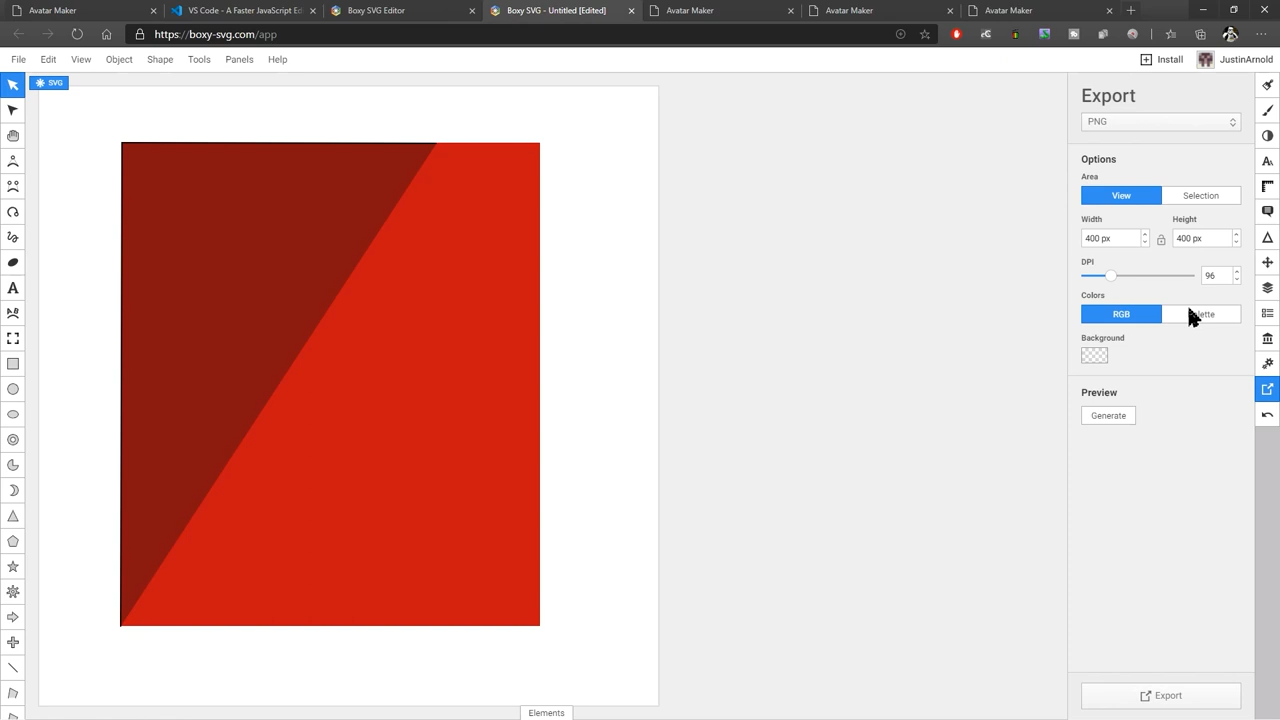 Avatar Maker
VS Code - A Faster JavaScript Ed
Boxy SVG Editor
Boxy SVG - Untitled [Edited]
Avatar Maker
Avatar Maker
Avatar Maker
https://boxy-svg.com/app
File Edit View Object Shape Tools Panels Help
Install JustinArnold
SVG
Export
PNG
Options
Area
View Selection
Width Height
400 px 400 px
DPI
96
Colors
RGB
Background
Preview
Generate
Export
Elements